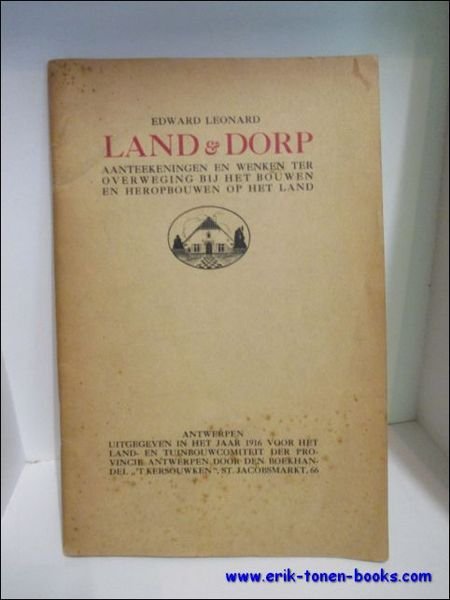 EDWARD LEONARD
LAND & DORP
AANTEEKENINGEN EN WENKEN TER
OVERWEGING BIJ HET BOUWEN
EN HEROPBOUWEN OP HET LAND
ANTWERPEN
UITGEGEVEN IN HET JAAR 1916 VOOR HET
LAND- EN TUINBOUWCOMITEIT DER PRO-
VINCIE ANTWERPEN DOOR DEN BOEKHAN-
DEL „'T KERSOUWKEN", ST. JACOBSMARKT, 66
www.erik-tonen-books.com